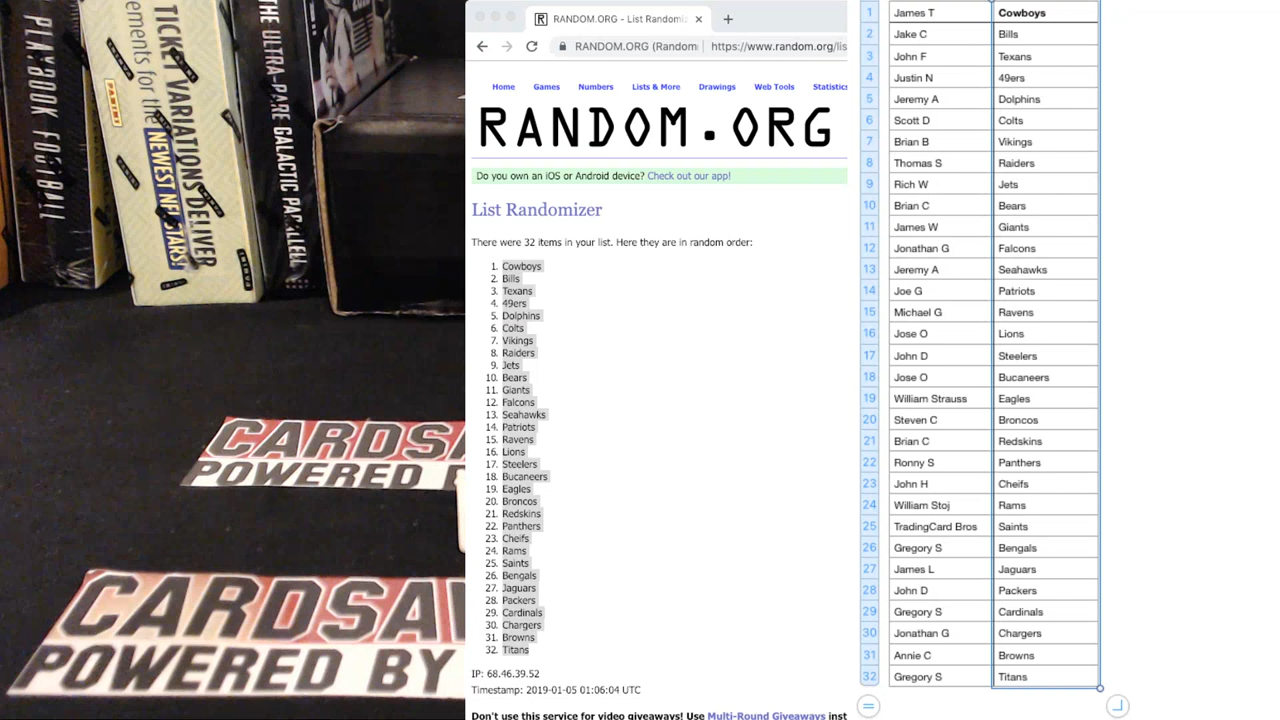 PLAYBOOK FOOTBALL
TICKET VARIATIONS DELIVER
ements for the NEWEST NFL STARS!
PANINI
THE ULTRA-RARE GALACTIC PARALLEL!
CARDSA
POWERED
CARDSA
POWERED BY
RANDOM.ORG - List Randomiz
RANDOM.ORG (Random
https://www.random.org/lis
Home Games Numbers Lists & More Drawings Web Tools Statistics
RANDOM.ORG
Do you own an iOS or Android device? Check out our app!
List Randomizer
There were 32 items in your list. Here they are in random order:
1. Cowboys
2. Bills
3. Texans
4. 49ers
5. Dolphins
6. Colts
7. Vikings
8. Raiders
9. Jets
10. Bears
11. Giants
12. Falcons
13. Seahawks
14. Patriots
15. Ravens
16. Lions
17. Steelers
18. Bucaneers
19. Eagles
20. Broncos
21. Redskins
22. Panthers
23. Cheifs
24. Rams
25. Saints
26. Bengals
27. Jaguars
28. Packers
29. Cardinals
30. Chargers
31. Browns
32. Titans
IP: 68.46.39.52
Timestamp: 2019-01-05 01:06:04 UTC
Don't use this service for video giveaways! Use Multi-Round Giveaways inst
1 James T Cowboys
2 Jake C Bills
3 John F Texans
4 Justin N 49ers
5 Jeremy A Dolphins
6 Scott D Colts
7 Brian B Vikings
8 Thomas S Raiders
9 Rich W Jets
10 Brian C Bears
11 James W Giants
12 Jonathan G Falcons
13 Jeremy A Seahawks
14 Joe G Patriots
15 Michael G Ravens
16 Jose O Lions
17 John D Steelers
18 Jose O Bucaneers
19 William Strauss Eagles
20 Steven C Broncos
21 Brian C Redskins
22 Ronny S Panthers
23 John H Cheifs
24 William Stoj Rams
25 TradingCard Bros Saints
26 Gregory S Bengals
27 James L Jaguars
28 John D Packers
29 Gregory S Cardinals
30 Jonathan G Chargers
31 Annie C Browns
32 Gregory S Titans